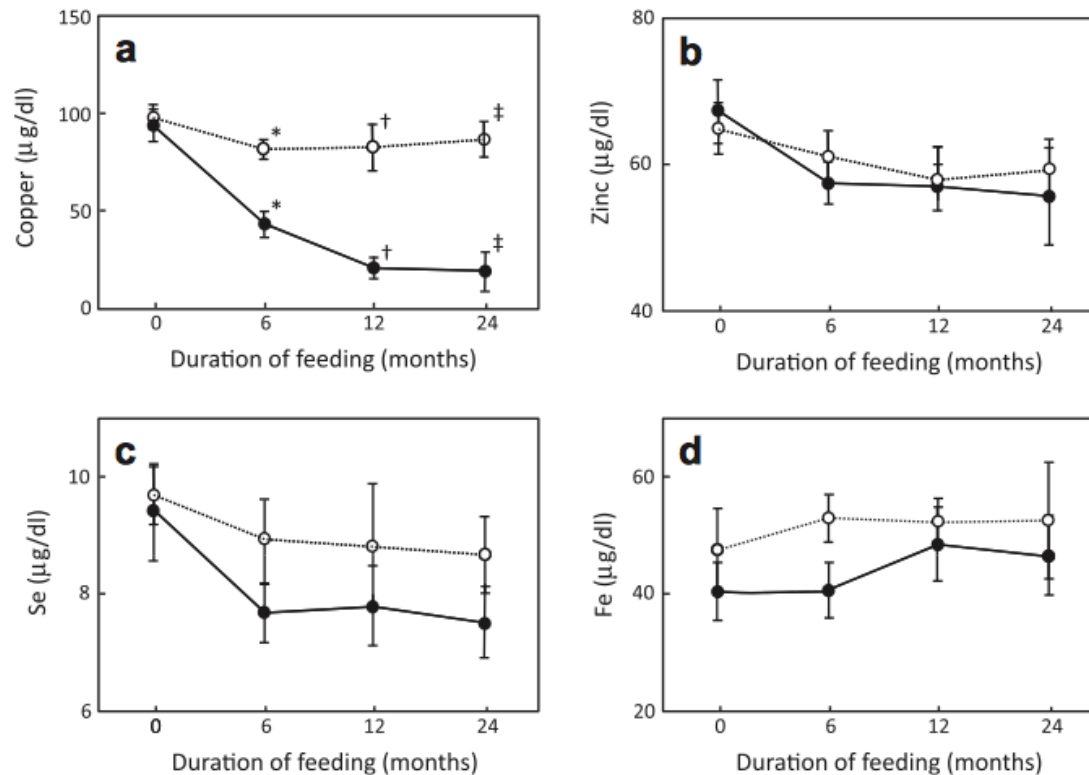 a
Copper (μg/dl)
150
100
50
0
*
†
‡
*
†
‡
0 6 12 24
Duration of feeding (months)
b
Zinc (μg/dl)
80
60
40
0 6 12 24
Duration of feeding (months)
c
Se (μg/dl)
10
8
6
0 6 12 24
Duration of feeding (months)
d
Fe (μg/dl)
60
40
20
0 6 12 24
Duration of feeding (months)